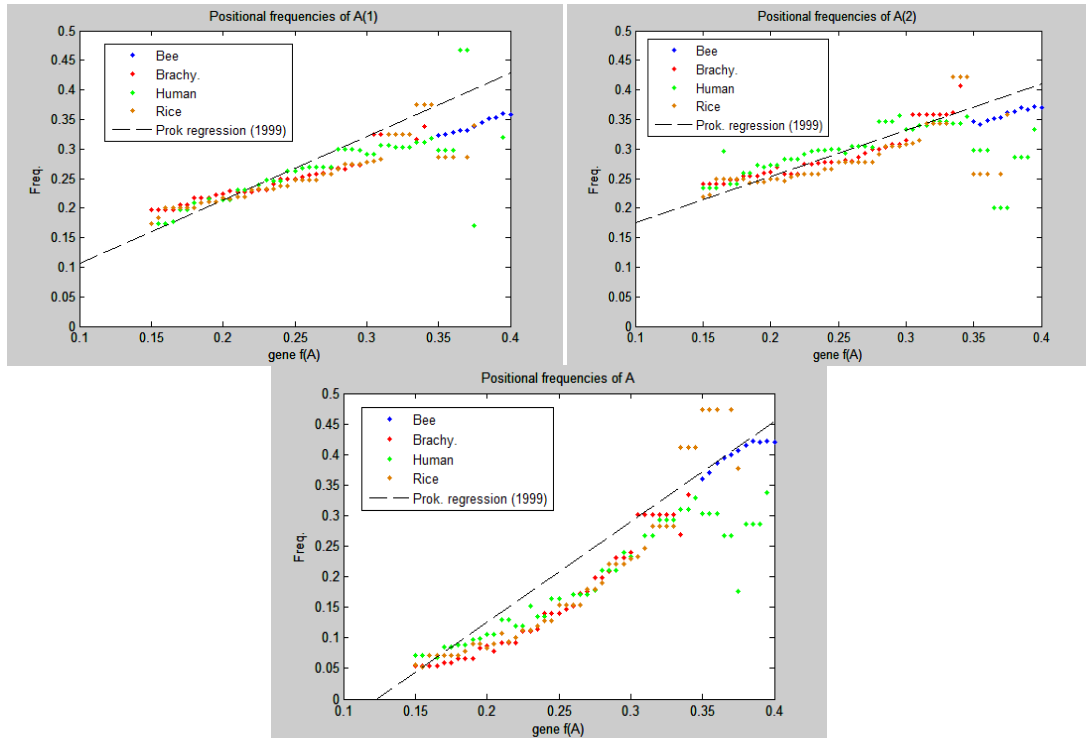 Positional frequencies of A(1)
0.5
0.45
0.4
0.35
0.3
0.25
0.2
0.15
0.1
0.05
0
Freq.
Bee
Brachy.
Human
Rice
Prok regression (1999)
0.1 0.15 0.2 0.25 0.3 0.35 0.4
gene f(A)
Positional frequencies of A(2)
0.5
0.45
0.4
0.35
0.3
0.25
0.2
0.15
0.1
0.05
0
Freq.
Bee
Brachy.
Human
Rice
Prok. regression (1999)
0.1 0.15 0.2 0.25 0.3 0.35 0.4
gene f(A)
Positional frequencies of A
0.5
0.45
0.4
0.35
0.3
0.25
0.2
0.15
0.1
0.05
0
Freq.
Bee
Brachy.
Human
Rice
Prok. regression (1999)
0.1 0.15 0.2 0.25 0.3 0.35 0.4
gene f(A)